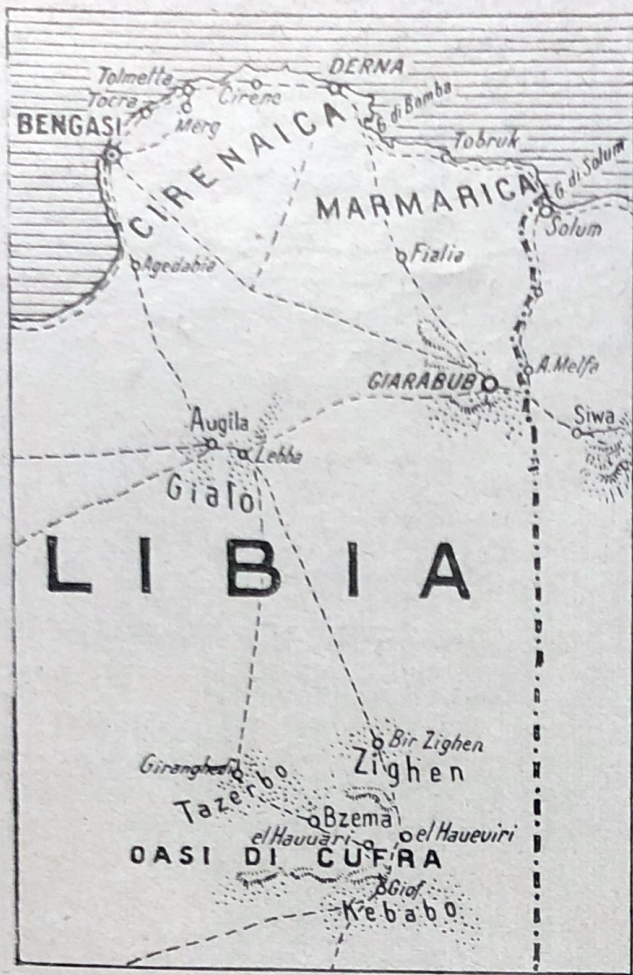 DERNA
Tolmetta
Cirene
G. di Bomba
Tocra
BENGASI
Merg
Tobruk
CIRENAICA
MARMARICA
G. di Solum
Solum
Agedabia
Fialia
GIARABUB
A. Melfa
Augila
Siwa
Lebba
Gialo
LIBIA
Bir Zighen
Giranghedi
Zighen
Tazerbo
Bzema
el Hauuari
el Haueuiri
OASI DI CUFRA
Giof
Kebabo